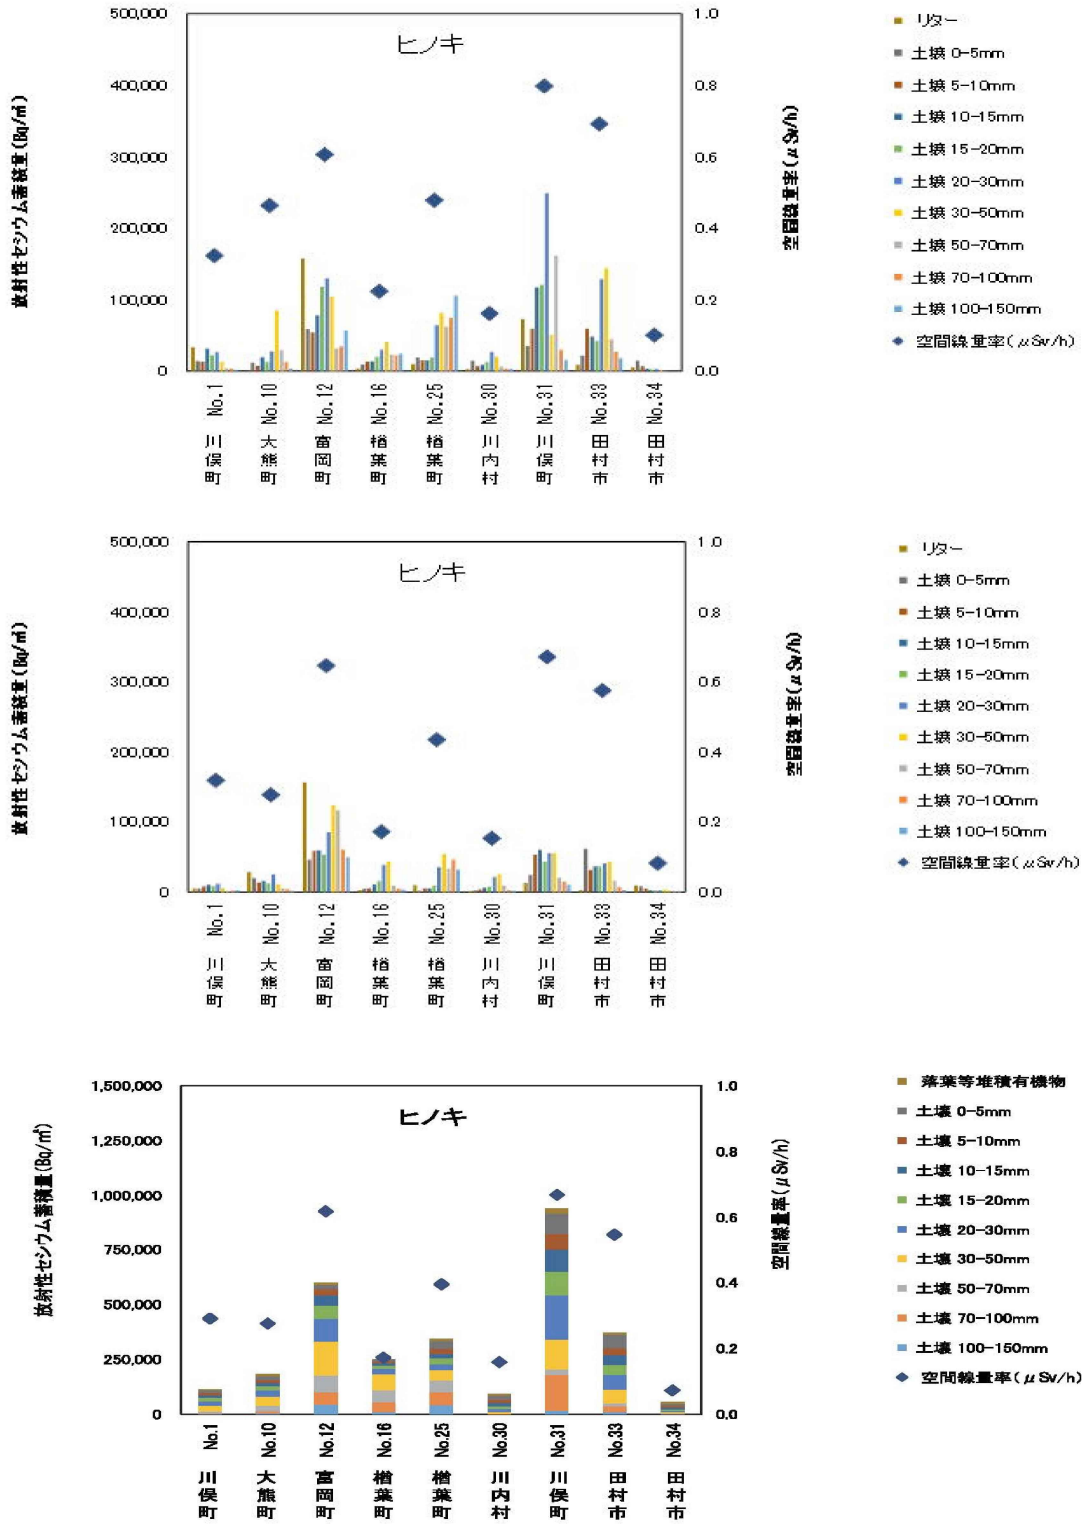 ヒノキ
放射性セシウム蓄積量(Bq/㎡)
500,000
400,000
300,000
200,000
100,000
0
1.0
0.8
0.6
0.4
0.2
0.0
空間線量率(μSv/h)
No.1 No.10 No.12 No.16 No.25 No.30 No.31 No.33 No.34
川俣町 大熊町 富岡町 楢葉町 楢葉町 川内村 川俣町 田村市 田村市
リター
土壌 0-5mm
土壌 5-10mm
土壌 10-15mm
土壌 15-20mm
土壌 20-30mm
土壌 30-50mm
土壌 50-70mm
土壌 70-100mm
土壌 100-150mm
空間線量率(μSv/h)
ヒノキ
放射性セシウム蓄積量(Bq/㎡)
500,000
400,000
300,000
200,000
100,000
0
1.0
0.8
0.6
0.4
0.2
0.0
空間線量率(μSv/h)
No.1 No.10 No.12 No.16 No.25 No.30 No.31 No.33 No.34
川俣町 大熊町 富岡町 楢葉町 楢葉町 川内村 川俣町 田村市 田村市
リター
土壌 0-5mm
土壌 5-10mm
土壌 10-15mm
土壌 15-20mm
土壌 20-30mm
土壌 30-50mm
土壌 50-70mm
土壌 70-100mm
土壌 100-150mm
空間線量率(μSv/h)
ヒノキ
放射性セシウム蓄積量(Bq/㎡)
1,500,000
1,250,000
1,000,000
750,000
500,000
250,000
0
1.0
0.8
0.6
0.4
0.2
0.0
空間線量率(μSv/h)
No.1 No.10 No.12 No.16 No.25 No.30 No.31 No.33 No.34
川俣町 大熊町 富岡町 楢葉町 楢葉町 川内村 川俣町 田村市 田村市
落葉等堆積有機物
土壌 0-5mm
土壌 5-10mm
土壌 10-15mm
土壌 15-20mm
土壌 20-30mm
土壌 30-50mm
土壌 50-70mm
土壌 70-100mm
土壌 100-150mm
空間線量率(μSv/h)